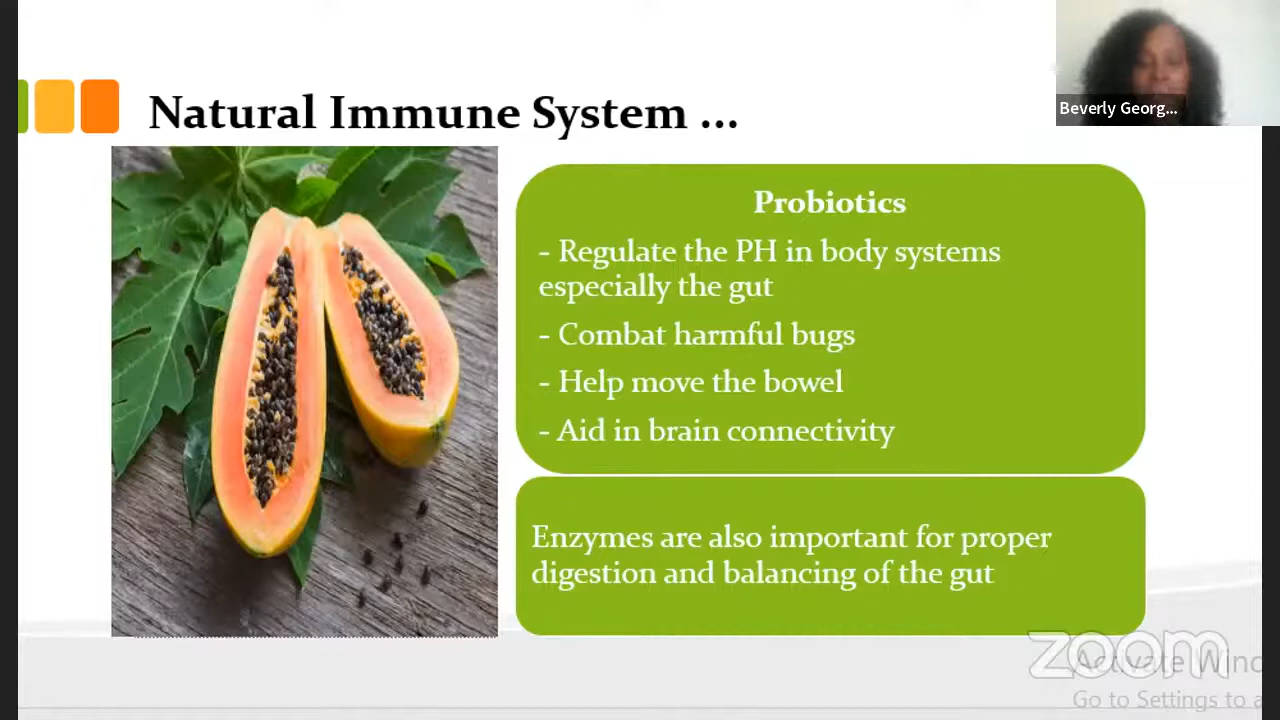 Beverly Georg...
Natural Immune System ...
Probiotics
- Regulate the PH in body systems
especially the gut
- Combat harmful bugs
- Help move the bowel
- Aid in brain connectivity
Enzymes are also important for proper
digestion and balancing of the gut
zoom
Activate Winc
Go to Settings to a